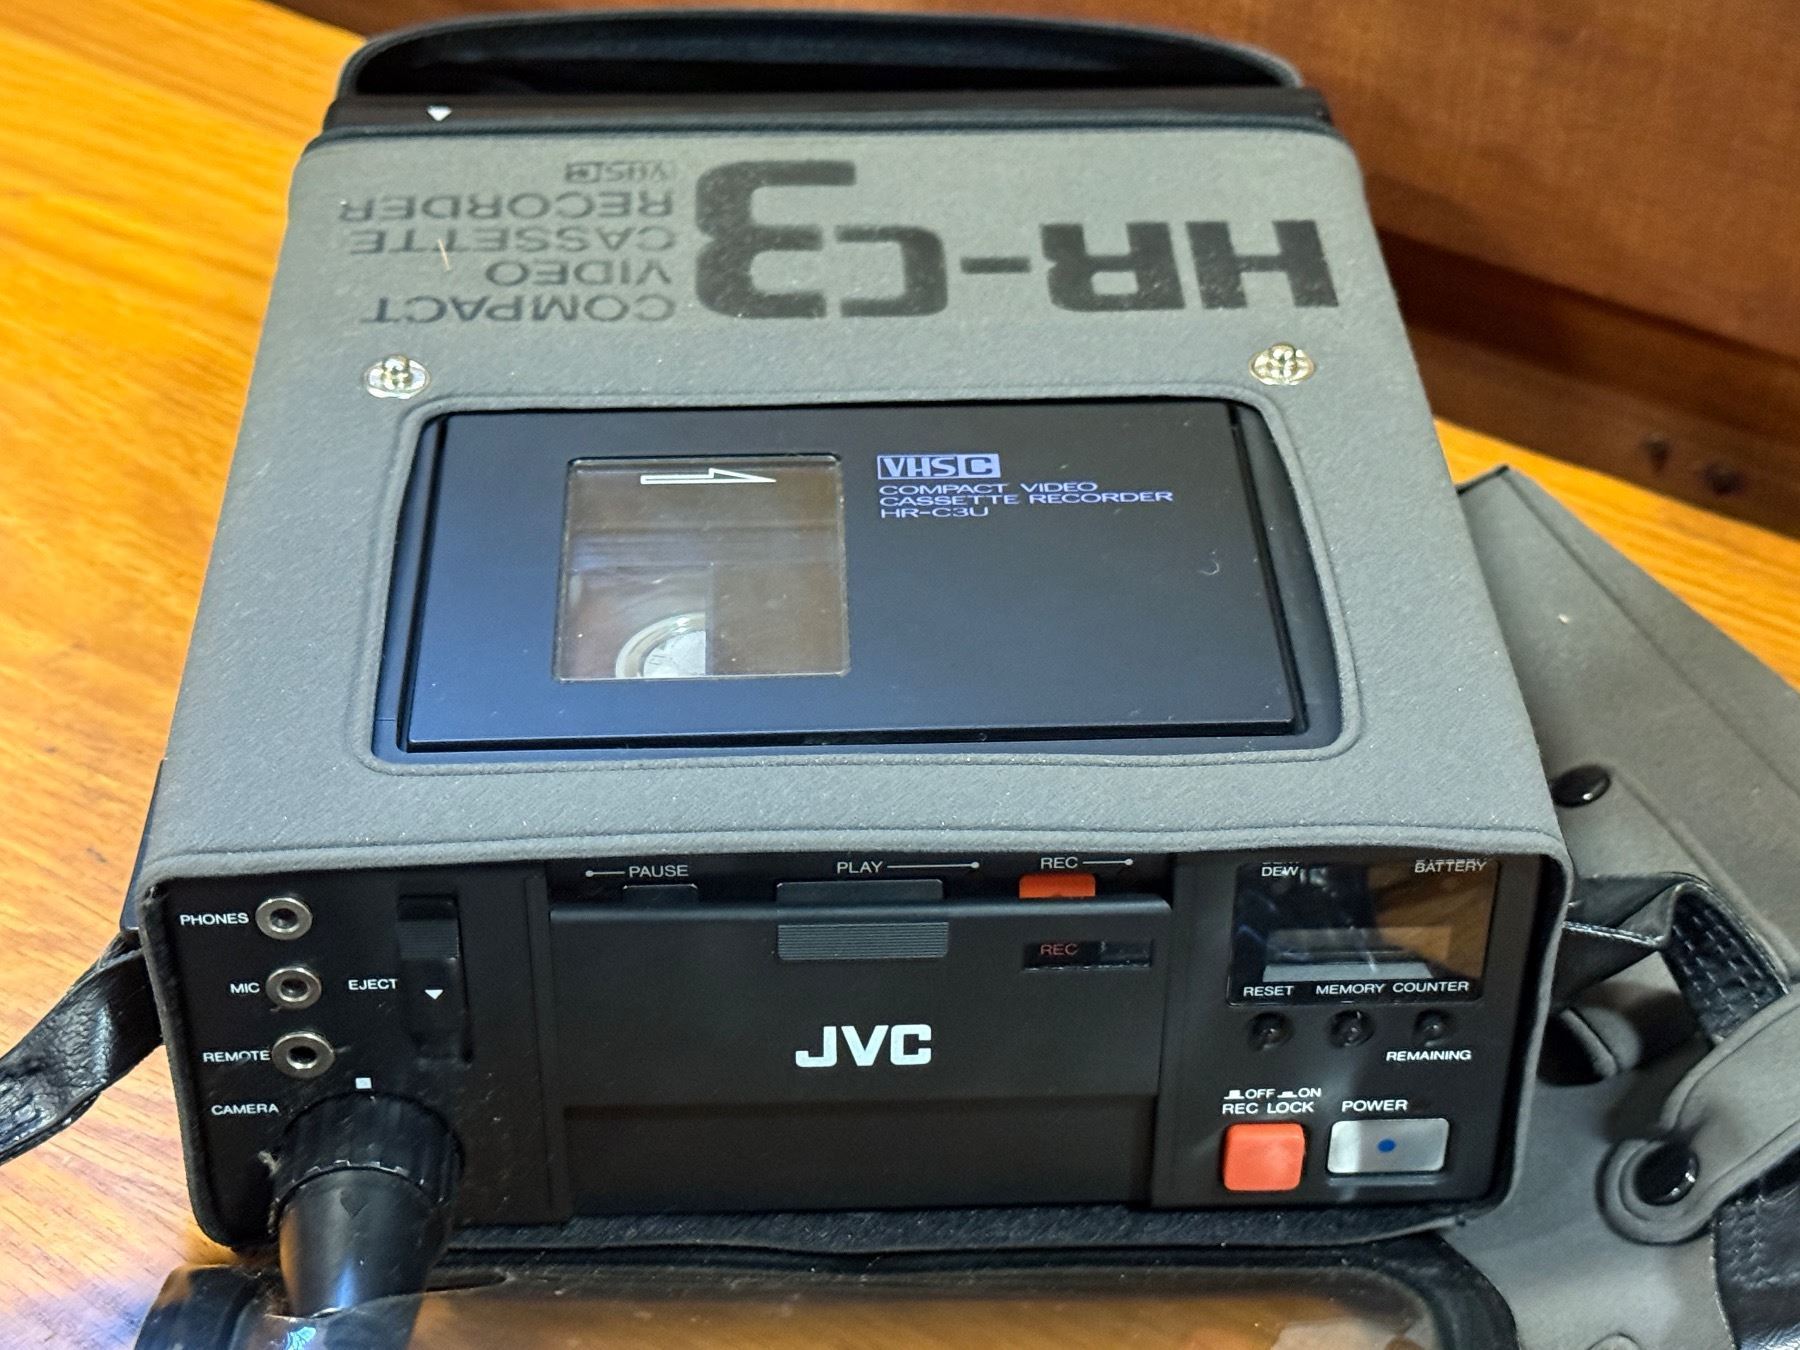 HR-C3
COMPACT
VIDEO
CASSETTE
RECORDER
VHS C
VHS C
COMPACT VIDEO
CASSETTE RECORDER
HR-C3U
PAUSE
PLAY
REC
DEW
BATTERY
PHONES
MIC
EJECT
REC
RESET
MEMORY
COUNTER
REMOTE
JVC
REMAINING
CAMERA
OFF
ON
REC LOCK
POWER